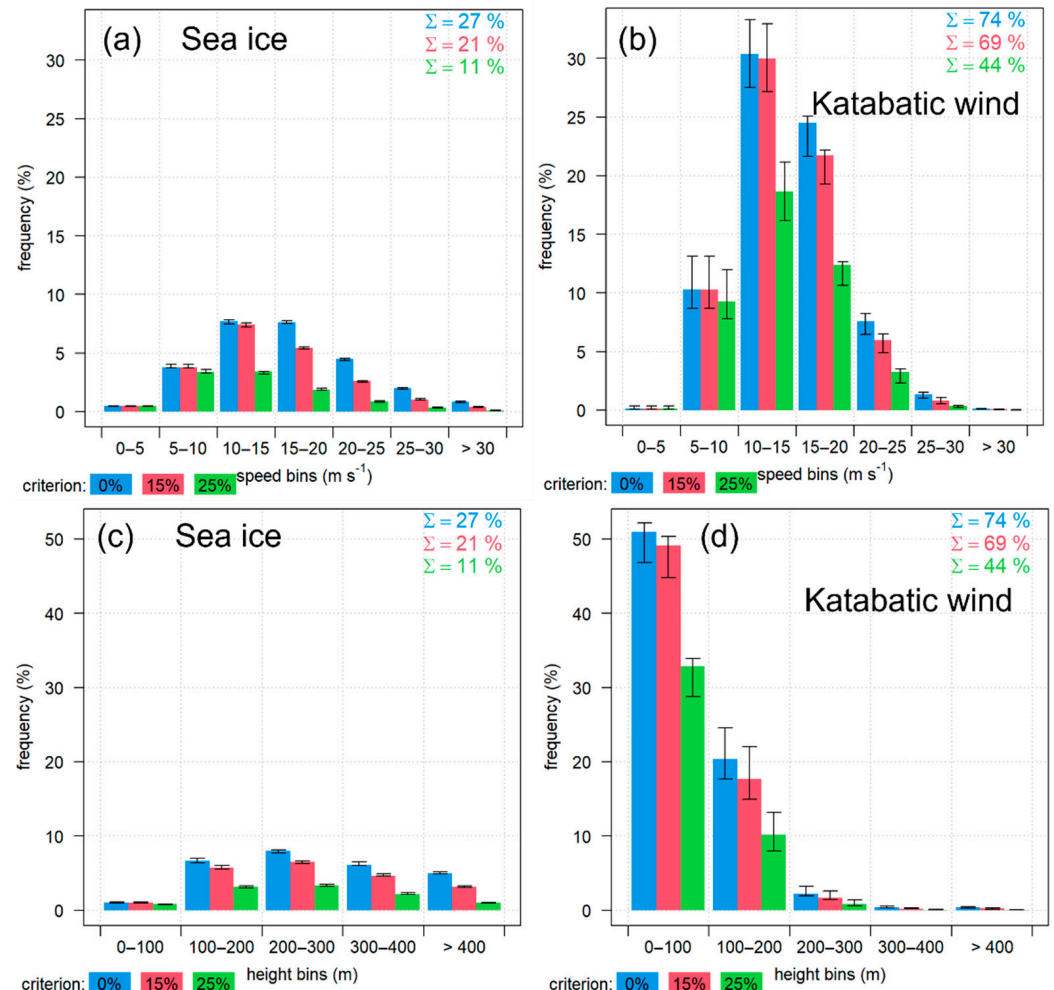 (a) Sea ice
Σ = 27 %
Σ = 21 %
Σ = 11 %
frequency (%)
30
25
20
15
10
5
0
0–5 5–10 10–15 15–20 20–25 25–30 > 30
speed bins (m s⁻¹)
criterion: 0% 15% 25%
(b)
Σ = 74 %
Σ = 69 %
Σ = 44 %
Katabatic wind
frequency (%)
30
25
20
15
10
5
0
0–5 5–10 10–15 15–20 20–25 25–30 > 30
speed bins (m s⁻¹)
criterion: 0% 15% 25%
(c) Sea ice
Σ = 27 %
Σ = 21 %
Σ = 11 %
frequency (%)
50
40
30
20
10
0
0–100 100–200 200–300 300–400 > 400
height bins (m)
criterion: 0% 15% 25%
(d)
Σ = 74 %
Σ = 69 %
Σ = 44 %
Katabatic wind
frequency (%)
50
40
30
20
10
0
0–100 100–200 200–300 300–400 > 400
height bins (m)
criterion: 0% 15% 25%